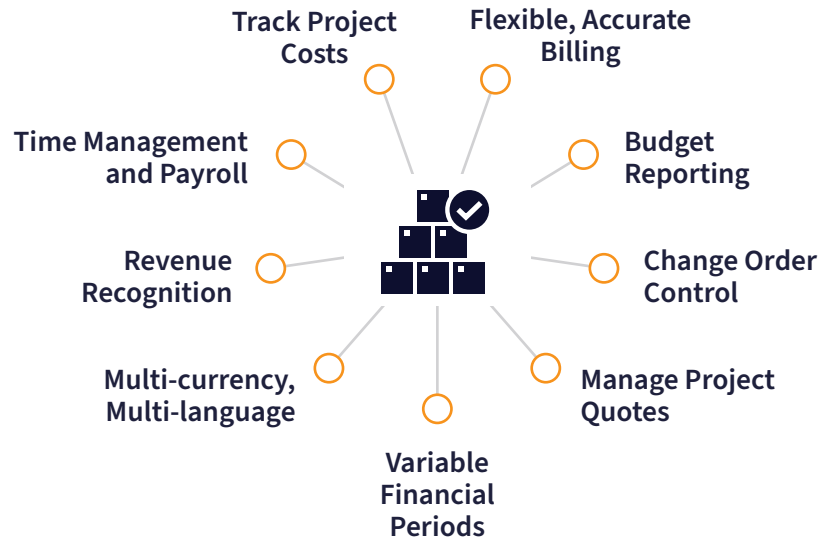 Track Project
Costs
Flexible, Accurate
Billing
Time Management
and Payroll
Budget
Reporting
Revenue
Recognition
Change Order
Control
Multi-currency,
Multi-language
Manage Project
Quotes
Variable
Financial
Periods